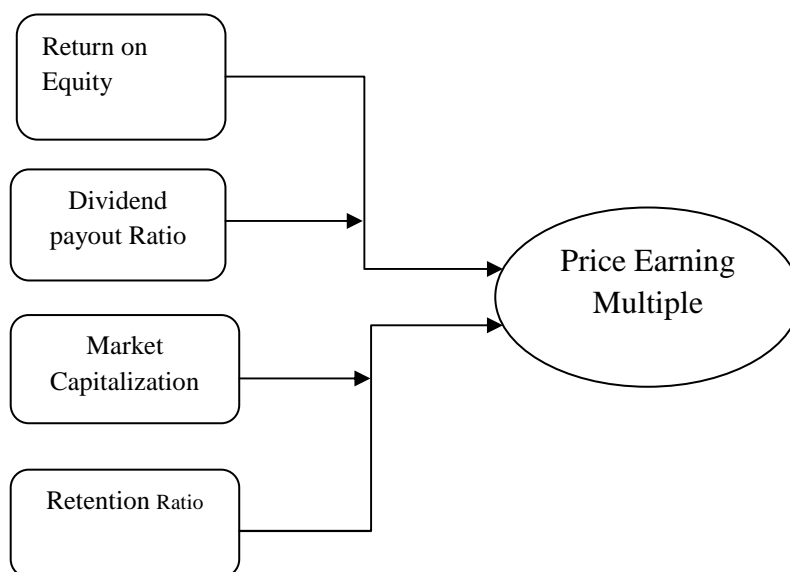 Return on
Equity
Dividend
payout Ratio
Market
Capitalization
Retention Ratio
Price Earning
Multiple